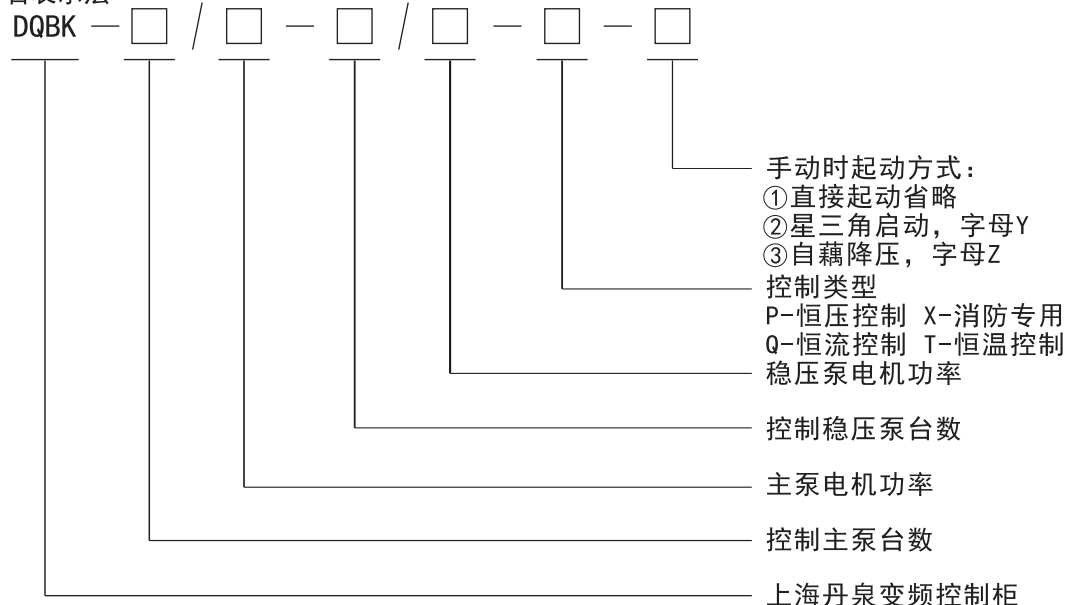 DQBK — □ / □ — □ / □ — □ — □
手动时起动方式:
①直接起动省略
②星三角启动, 字母Y
③自藕降压, 字母Z
控制类型
P-恒压控制 X-消防专用
Q-恒流控制 T-恒温控制
稳压泵电机功率
控制稳压泵台数
主泵电机功率
控制主泵台数
上海丹泉变频控制柜